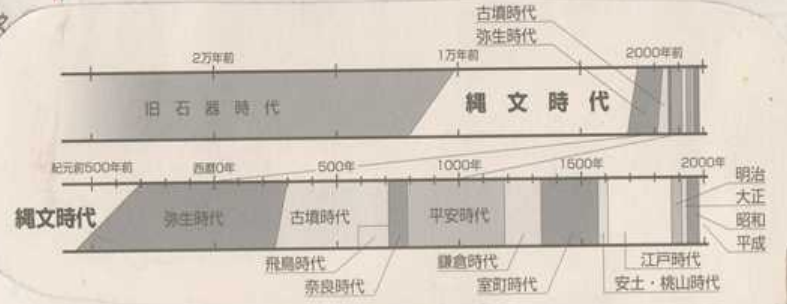 古墳時代
弥生時代
2万年前
1万年前
2000年前
旧石器時代
縄文時代
紀元前500年前
西暦0年
500年
1000年
1500年
2000年
縄文時代
弥生時代
古墳時代
平安時代
明治
大正
昭和
平成
飛鳥時代
鎌倉時代
江戸時代
奈良時代
室町時代
安土・桃山時代